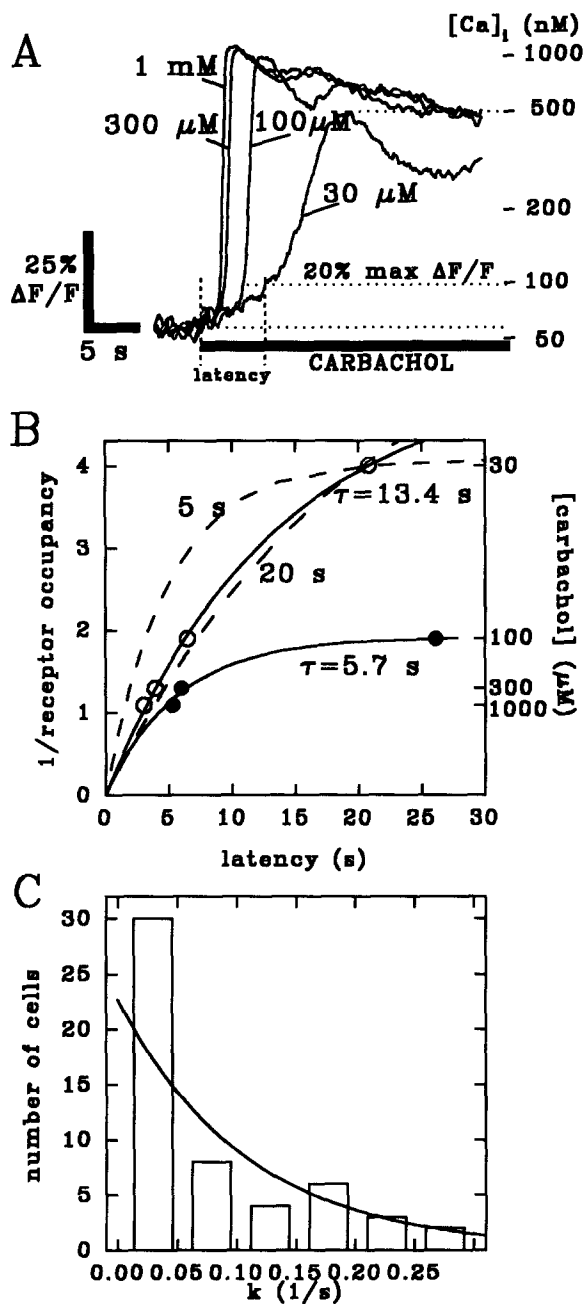 A
[Ca]i (nM)
1 mM
300 μM
100μM
30 μM
1000
500
200
100
50
25%
ΔF/F
5 s
20% max ΔF/F
latency
CARBACHOL
B
1/receptor occupancy
4
3
2
1
0
5 s
τ=13.4 s
20 s
τ=5.7 s
30
100
300
1000
[carbachol] (μM)
0 5 10 15 20 25 30
latency (s)
C
number of cells
30
25
20
15
10
5
0
0.00 0.05 0.10 0.15 0.20 0.25
k (1/s)